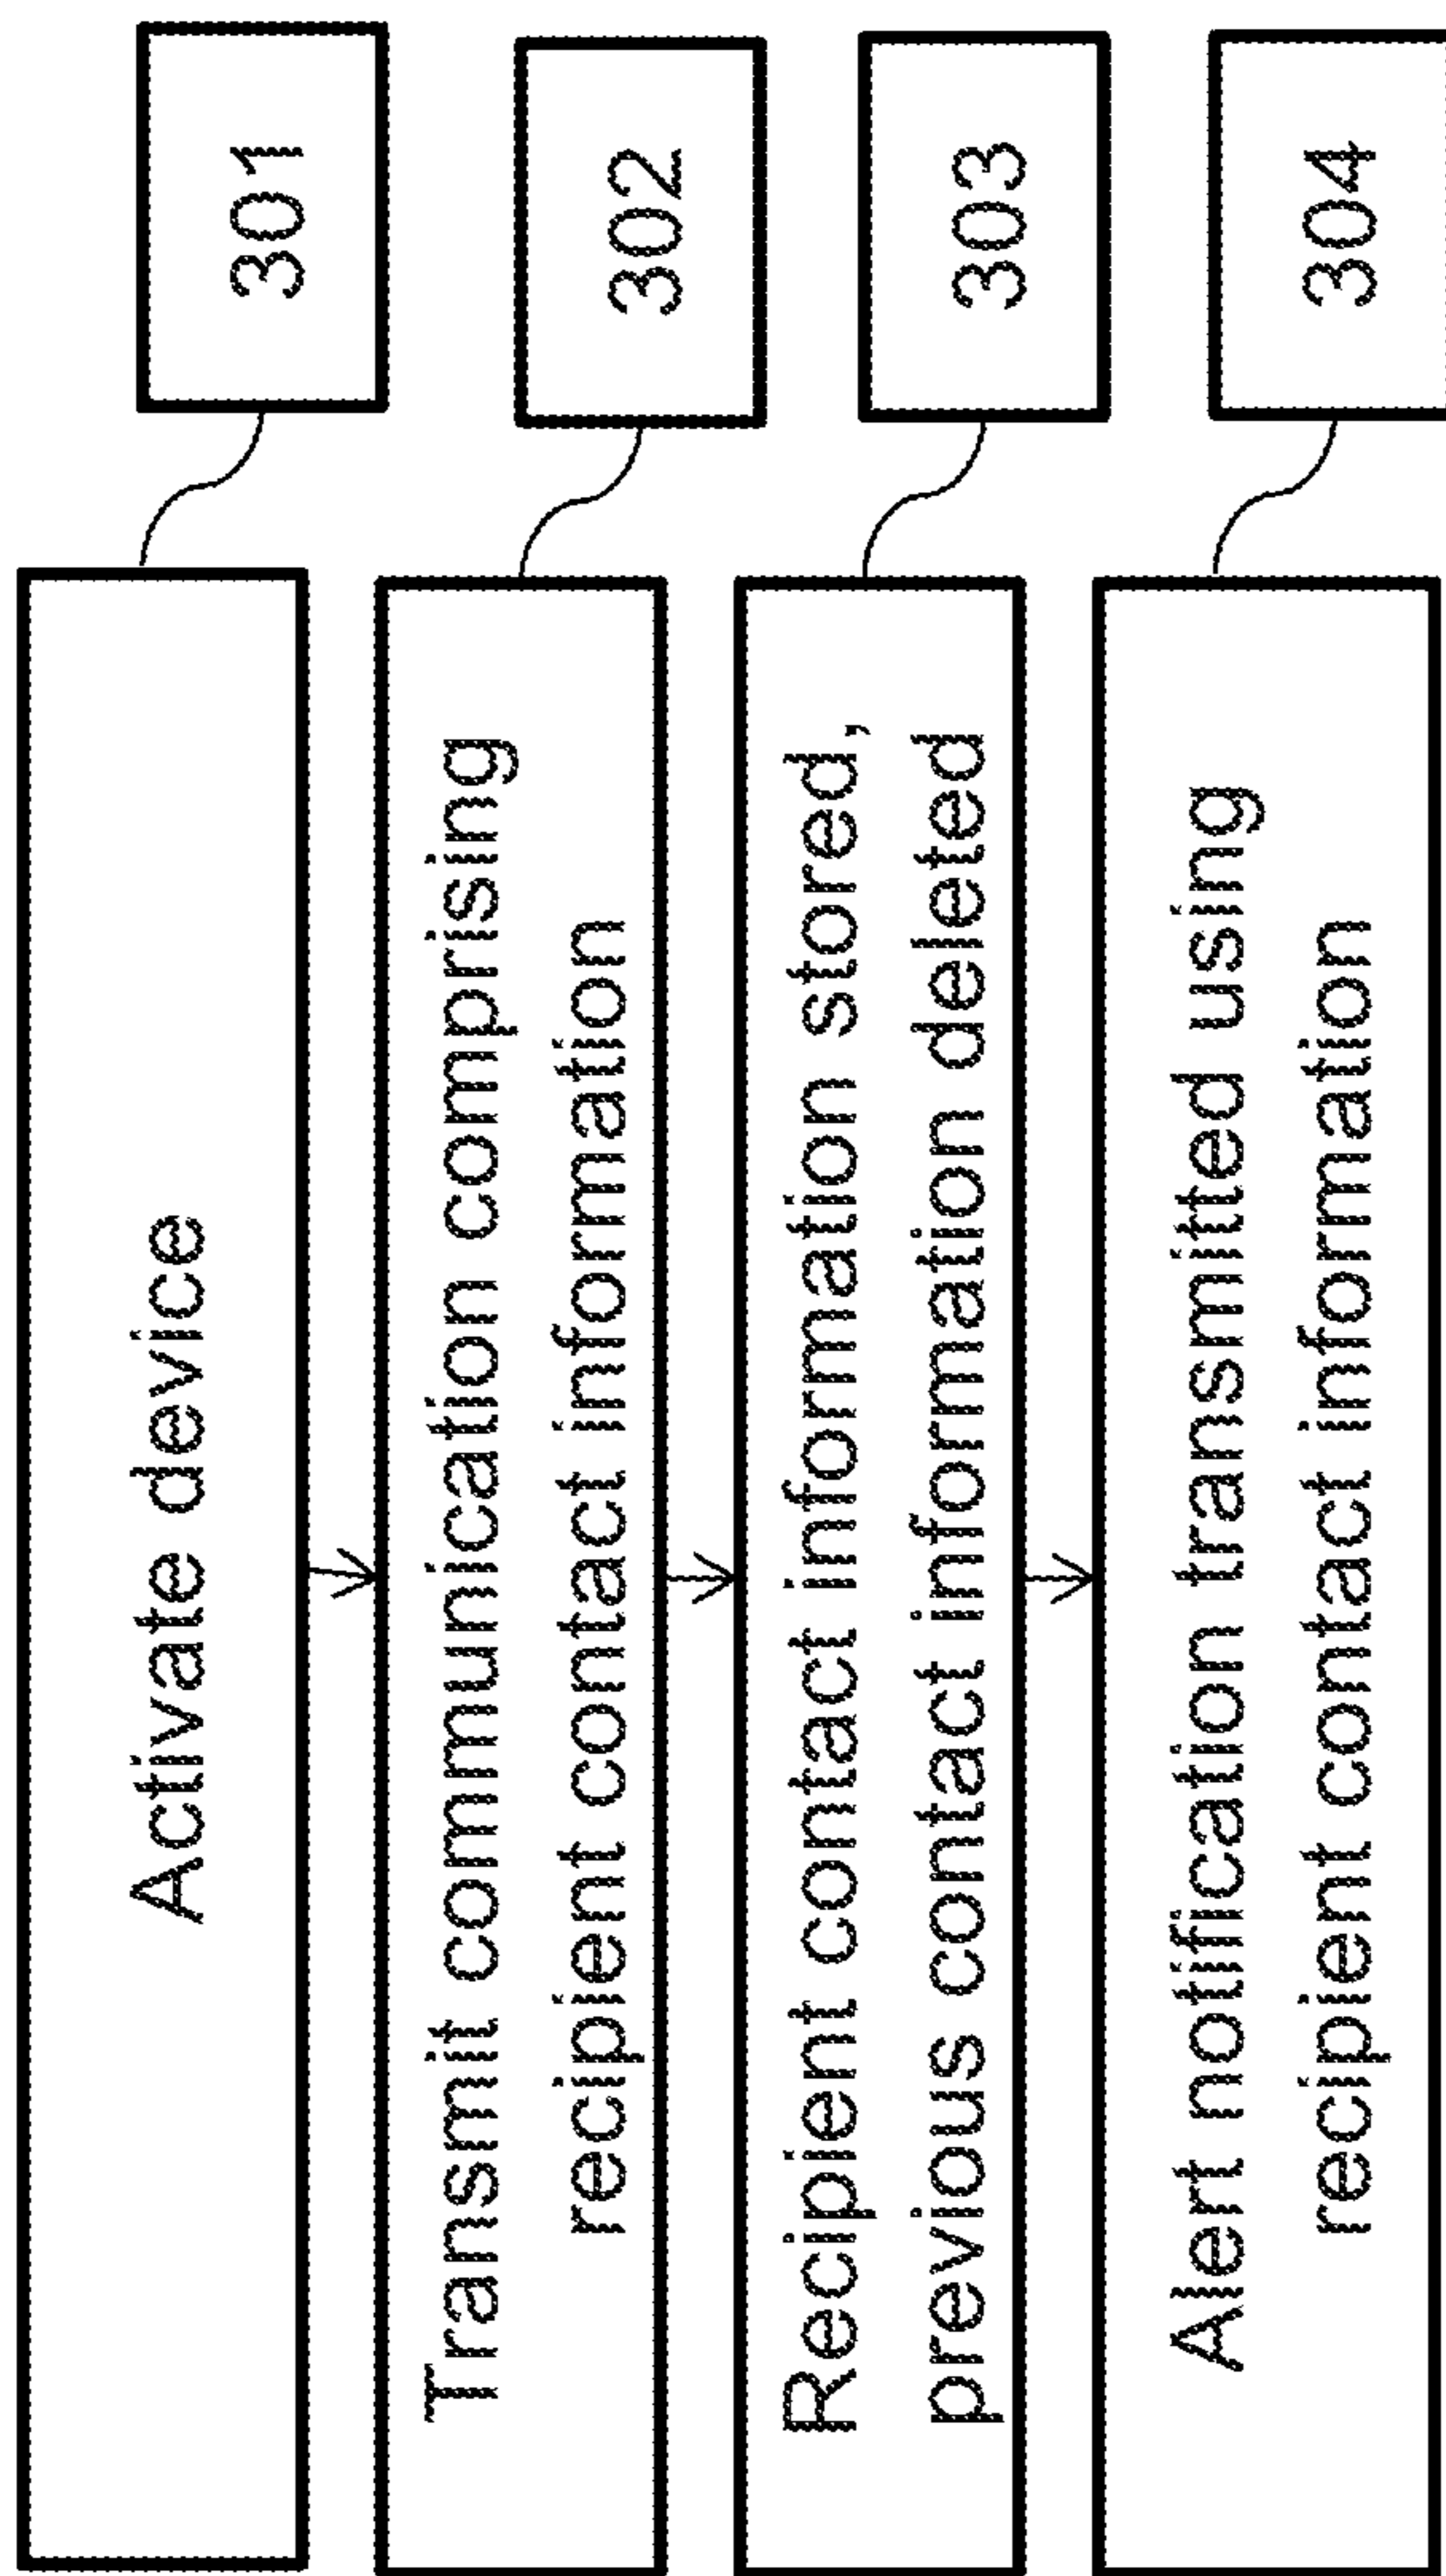 Activate device
301
Transmit communication comprising
recipient contact information
302
Recipient contact information stored,
previous contact information deleted
303
Alert notification transmitted using
recipient contact information
304